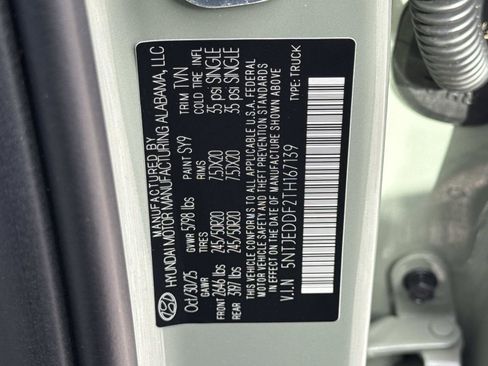 MANUFACTURED BY
HYUNDAI MOTOR MANUFACTURING ALABAMA, LLC
Oct/30/25 GVWR 5798 lbs PAINT SY9 TRIM TVN
GAWR TIRES RIMS COLD TIRE INFL
FRONT 2646 lbs 245/50R20 7.5JX20 35 PSI SINGLE
REAR 3197 lbs 245/50R20 7.5JX20 35 PSI SINGLE
THIS VEHICLE CONFORMS TO ALL APPLICABLE U.S.A. FEDERAL
MOTOR VEHICLE SAFETY, BUMPER, AND THEFT PREVENTION
STANDARDS IN EFFECT ON THE DATE OF MANUFACTURE SHOWN ABOVE.
V.I.N 5NTJEDDF2TH167139 TYPE: TRUCK